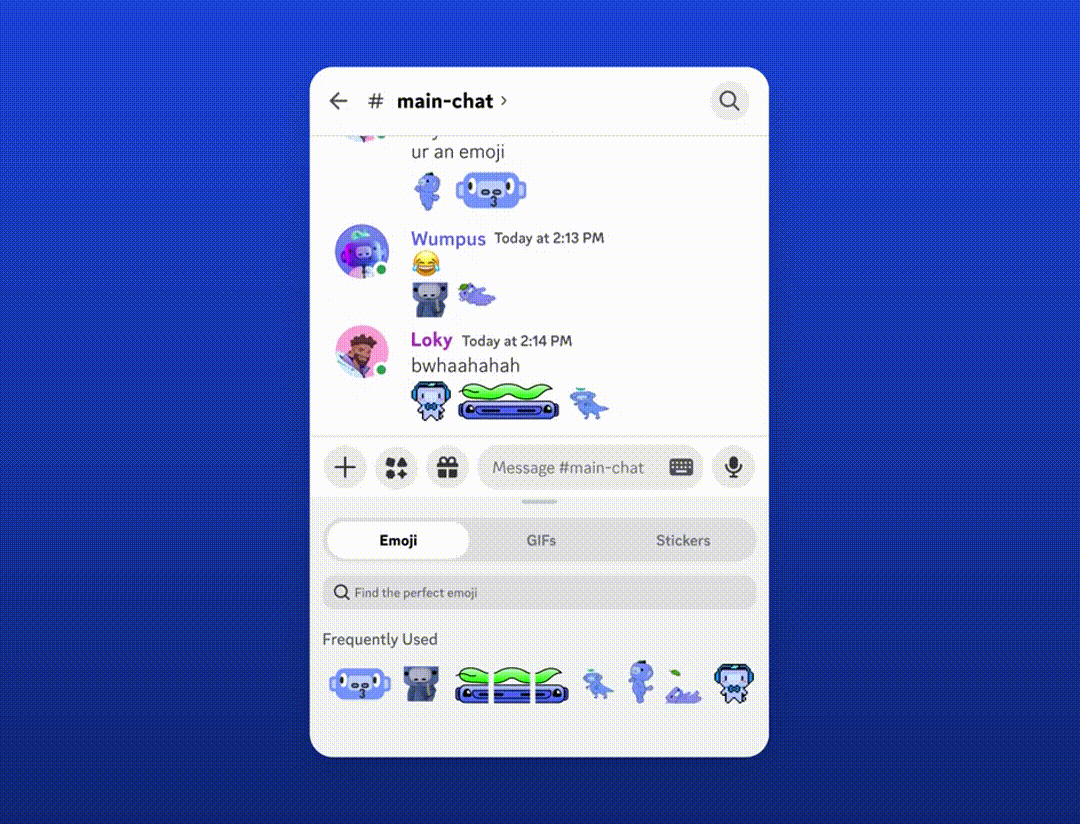 # main-chat ›
ur an emoji
Wumpus Today at 2:13 PM
Loky Today at 2:14 PM
bwhaahahah
Message #main-chat
Emoji GIFs Stickers
Find the perfect emoji
Frequently Used